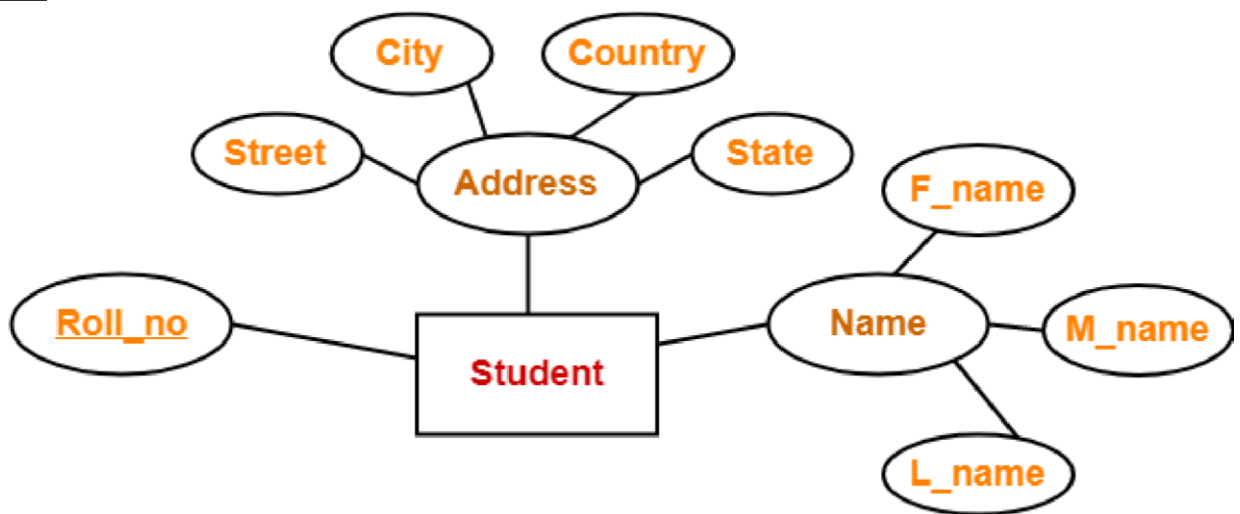 City
Country
Street
Address
State
F_name
Roll_no
Student
Name
M_name
L_name